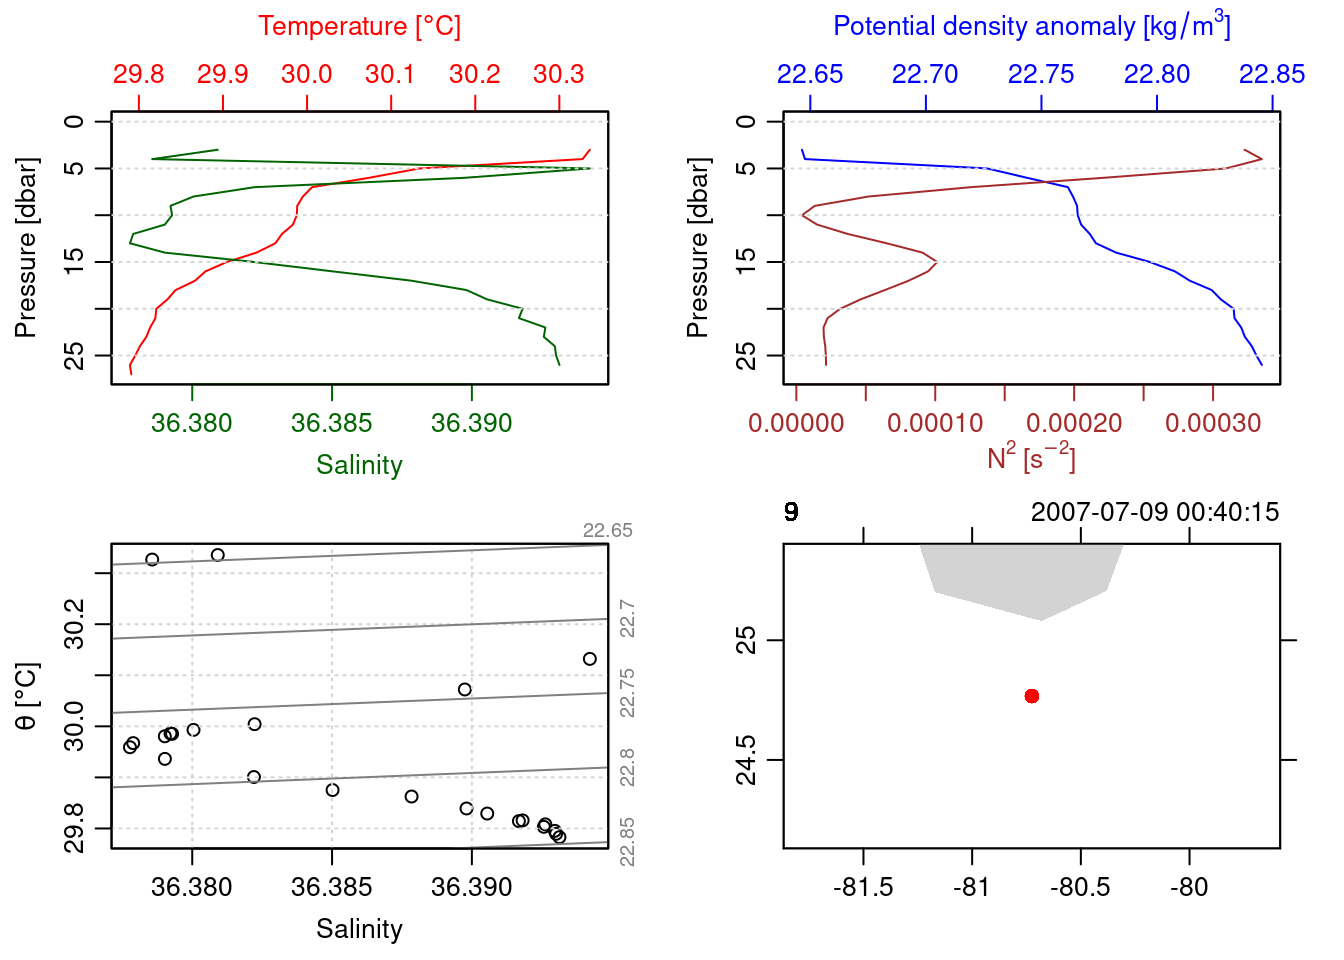 Temperature [°C]
29.8 29.9 30.0 30.1 30.2 30.3
Pressure [dbar]
0
5
15
25
36.380 36.385 36.390
Salinity
Potential density anomaly [kg/m³]
22.65 22.70 22.75 22.80 22.85
Pressure [dbar]
0
5
15
25
0.00000 0.00010 0.00020 0.00030
N² [s⁻²]
22.65
22.7
22.75
22.8
22.85
θ [°C]
30.2
30.0
29.8
36.380 36.385 36.390
Salinity
2007-07-09 00:40:15
25
24.5
-81.5 -81 -80.5 -80